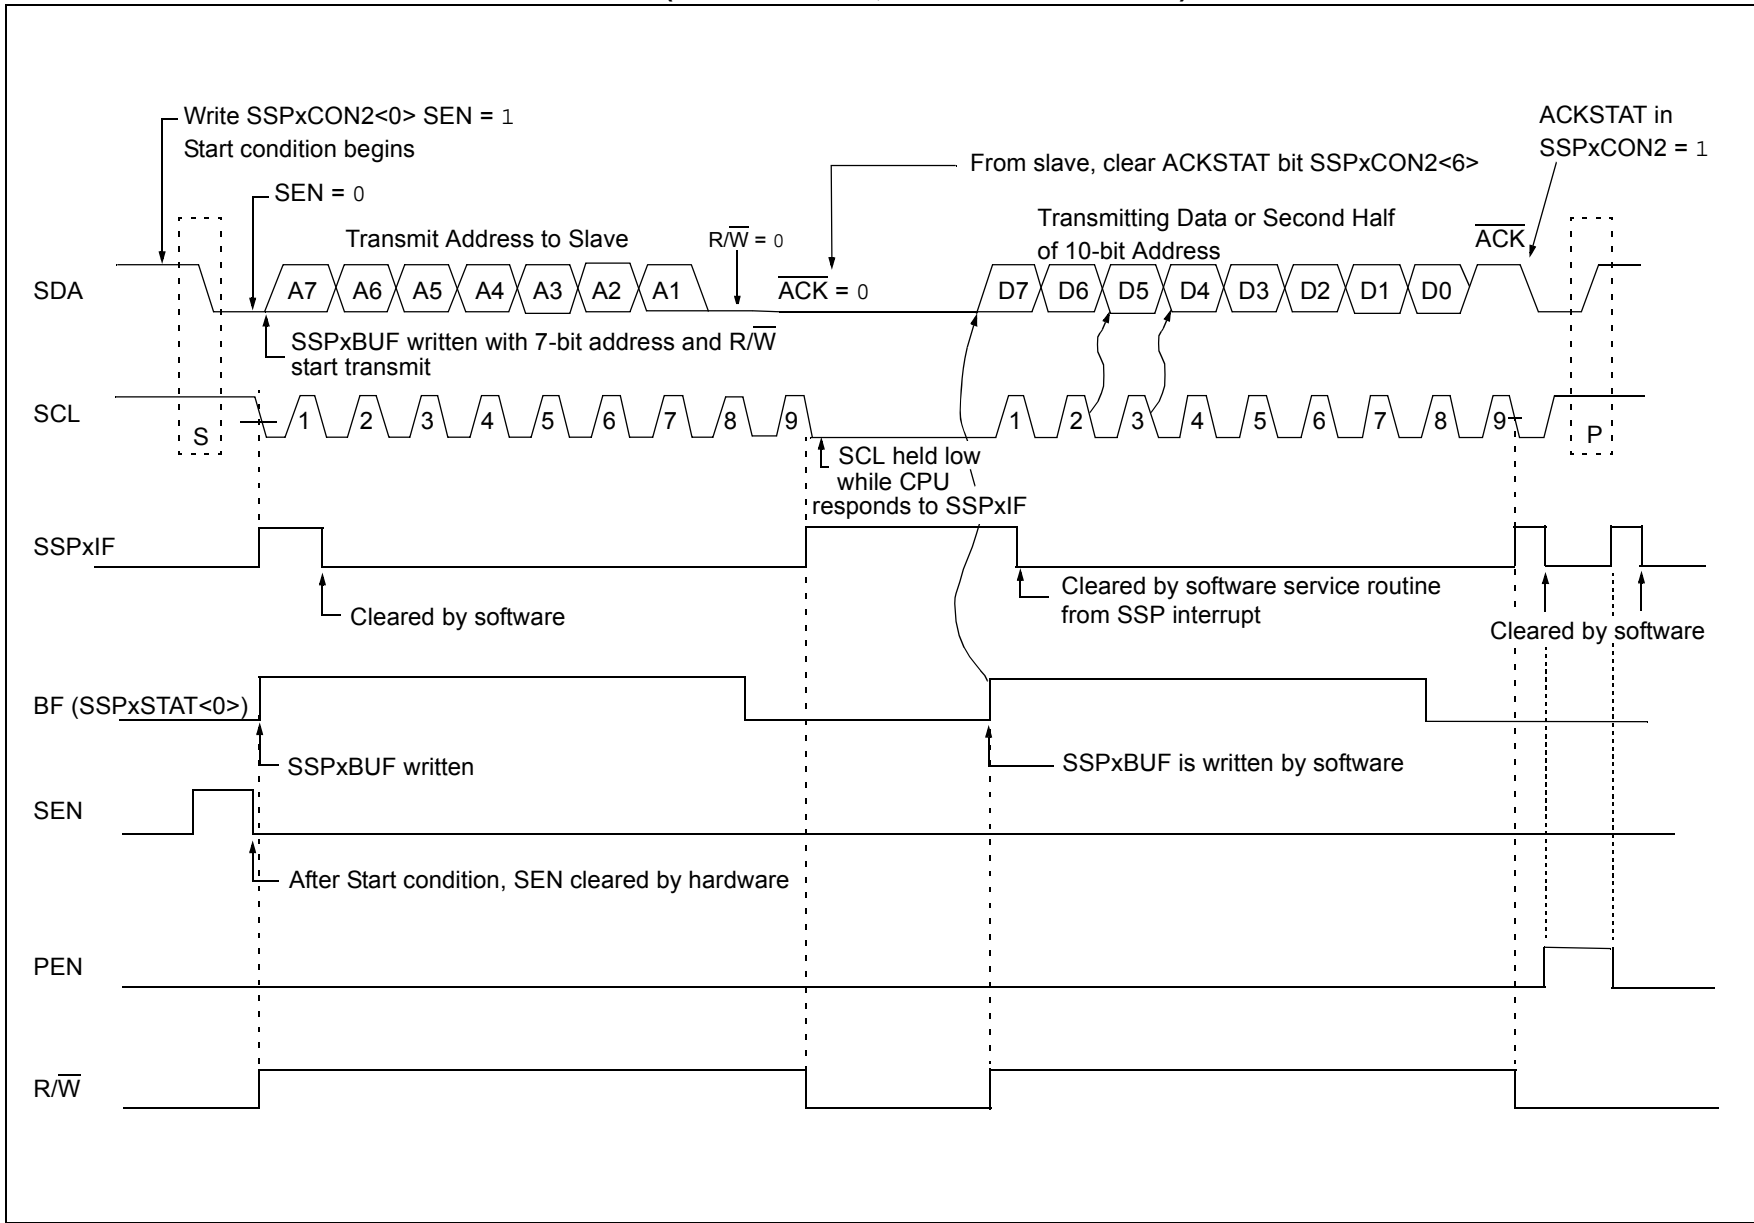 Write SSPxCON2<0> SEN = 1
Start condition begins
ACKSTAT in
SSPxCON2 = 1
From slave, clear ACKSTAT bit SSPxCON2<6>
SEN = 0
Transmit Address to Slave
R/W̅ = 0
Transmitting Data or Second Half
of 10-bit Address
A̅C̅K̅
SDA
A7 A6 A5 A4 A3 A2 A1
A̅C̅K̅ = 0
D7 D6 D5 D4 D3 D2 D1 D0
SSPxBUF written with 7-bit address and R/W̅
start transmit
SCL
S
1 2 3 4 5 6 7 8 9
1 2 3 4 5 6 7 8 9
P
SCL held low
while CPU
responds to SSPxIF
SSPxIF
Cleared by software
Cleared by software service routine
from SSP interrupt
Cleared by software
BF (SSPxSTAT<0>)
SSPxBUF written
SSPxBUF is written by software
SEN
After Start condition, SEN cleared by hardware
PEN
R/W̅